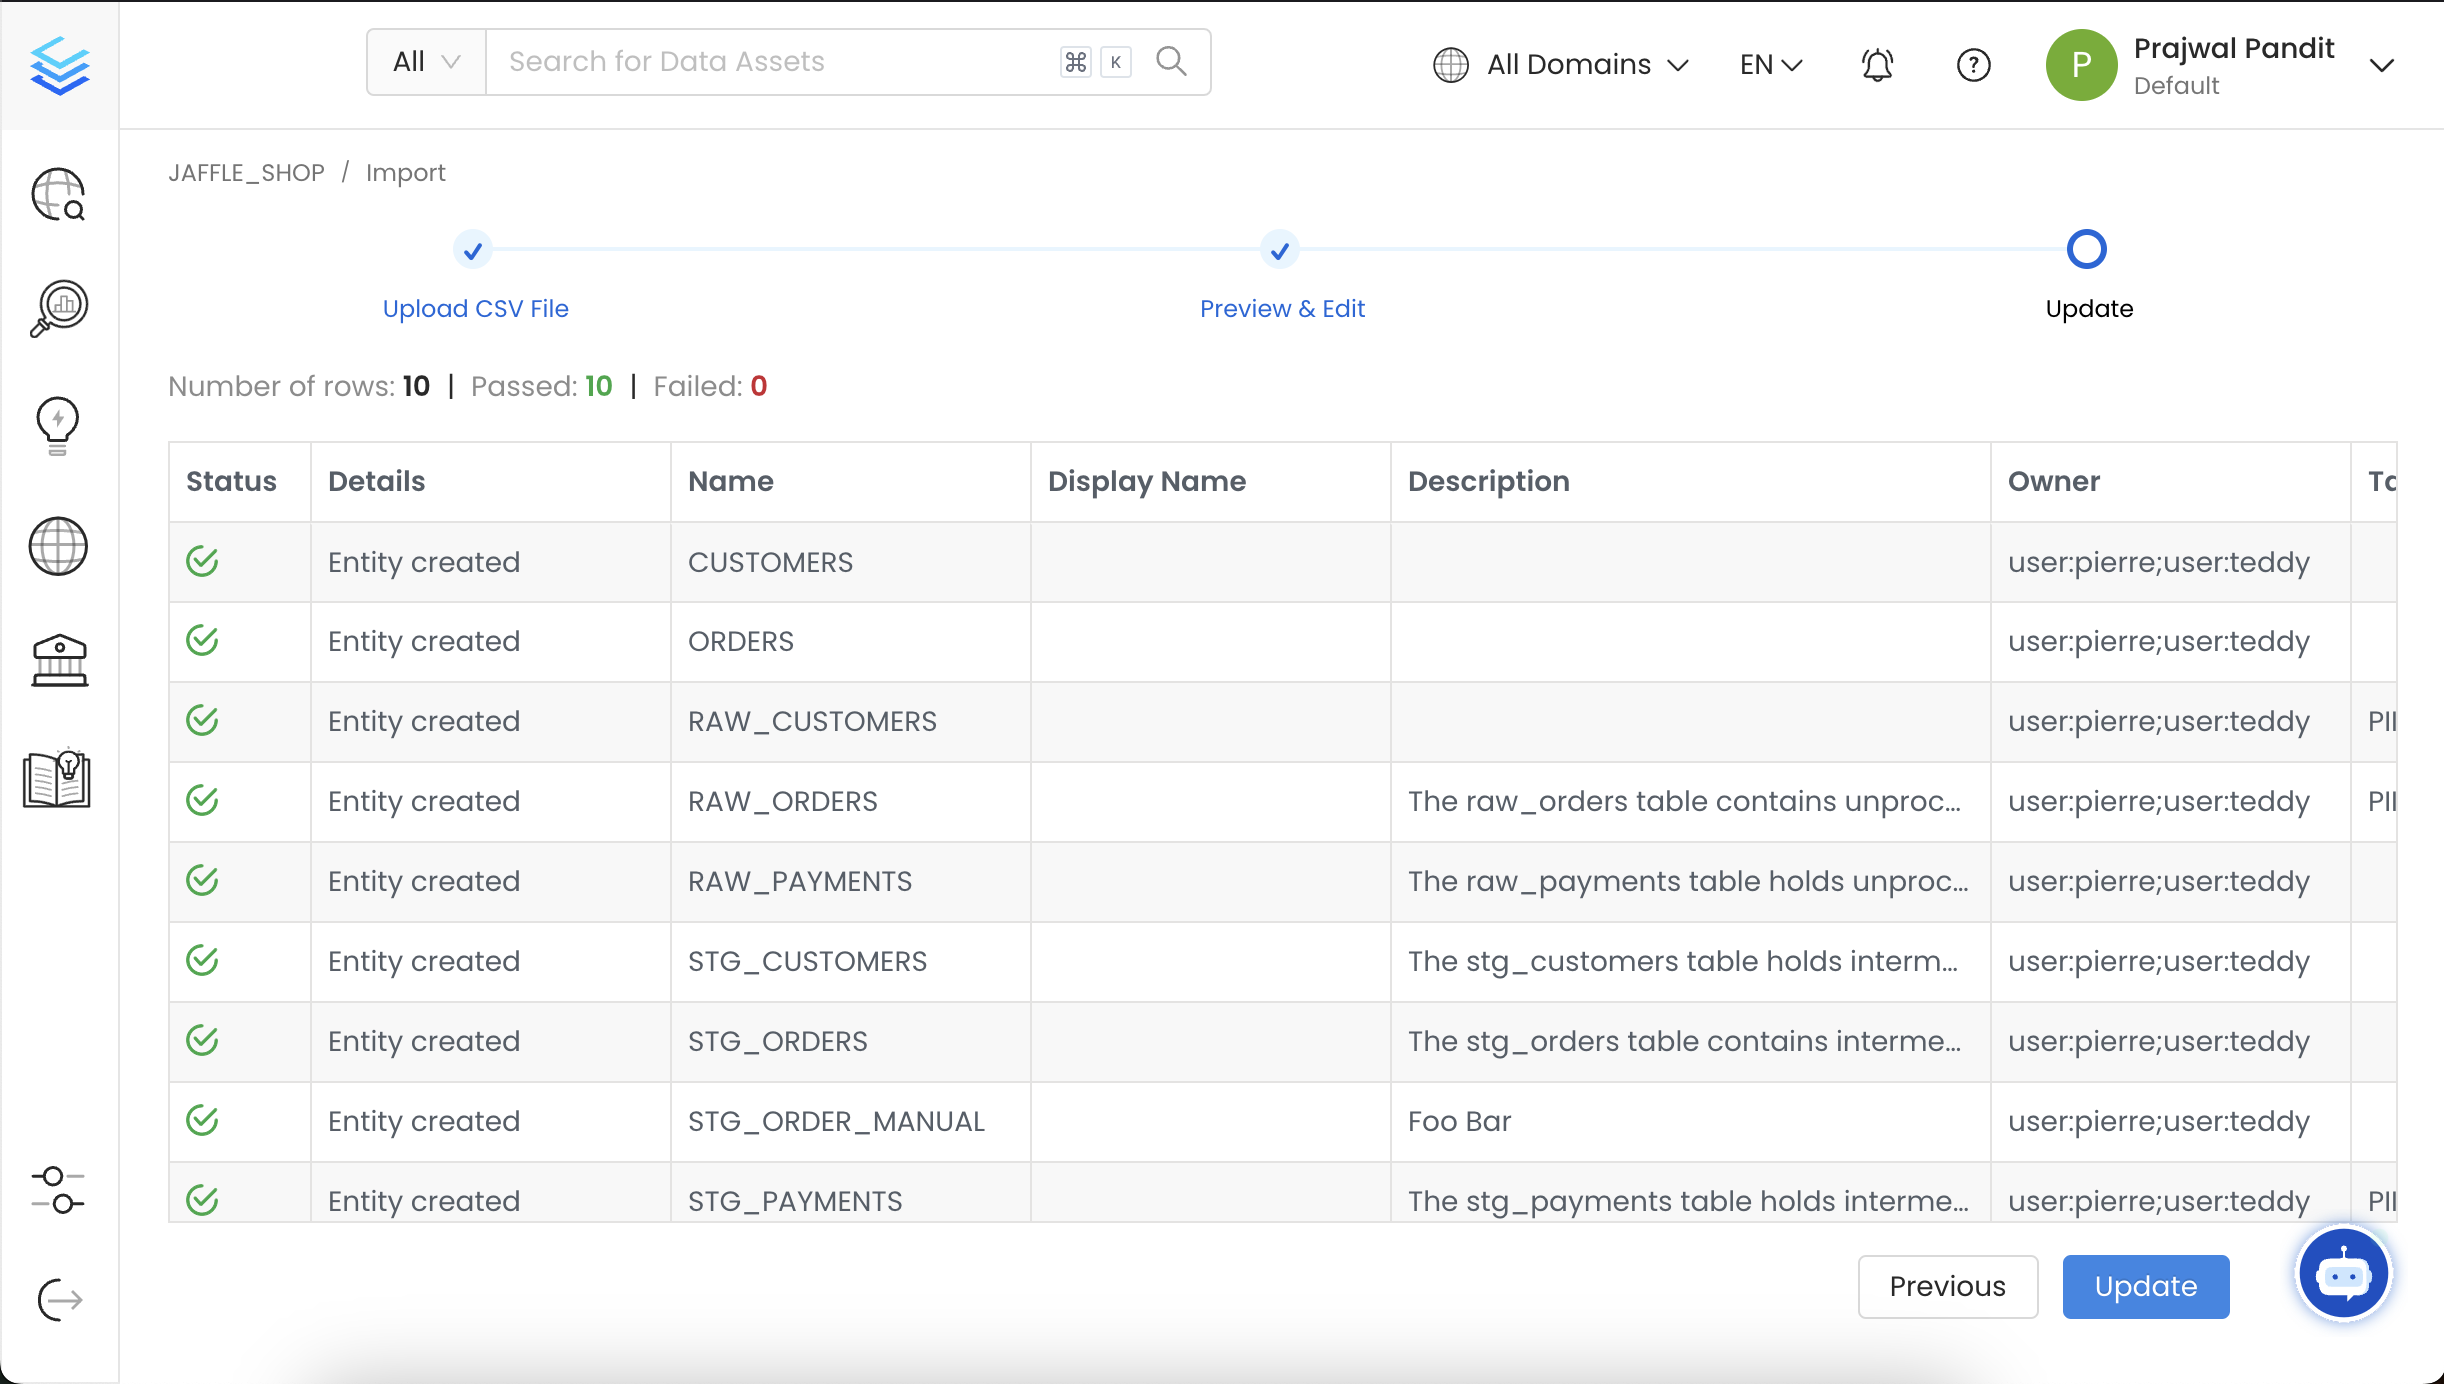 All
Search for Data Assets
⌘ K
All Domains
EN
?
P
Prajwal Pandit
Default
JAFFLE_SHOP / Import
Upload CSV File
Preview & Edit
Update
Number of rows: 10 | Passed: 10 | Failed: 0
Status Details Name Display Name Description Owner
Entity created CUSTOMERS user:pierre;user:teddy
Entity created ORDERS user:pierre;user:teddy
Entity created RAW_CUSTOMERS user:pierre;user:teddy PII
Entity created RAW_ORDERS The raw_orders table contains unproc... user:pierre;user:teddy PII
Entity created RAW_PAYMENTS The raw_payments table holds unproc... user:pierre;user:teddy
Entity created STG_CUSTOMERS The stg_customers table holds interm... user:pierre;user:teddy
Entity created STG_ORDERS The stg_orders table contains interme... user:pierre;user:teddy
Entity created STG_ORDER_MANUAL Foo Bar user:pierre;user:teddy
Entity created STG_PAYMENTS The stg_payments table holds interme... user:pierre;user:teddy PII
Previous
Update